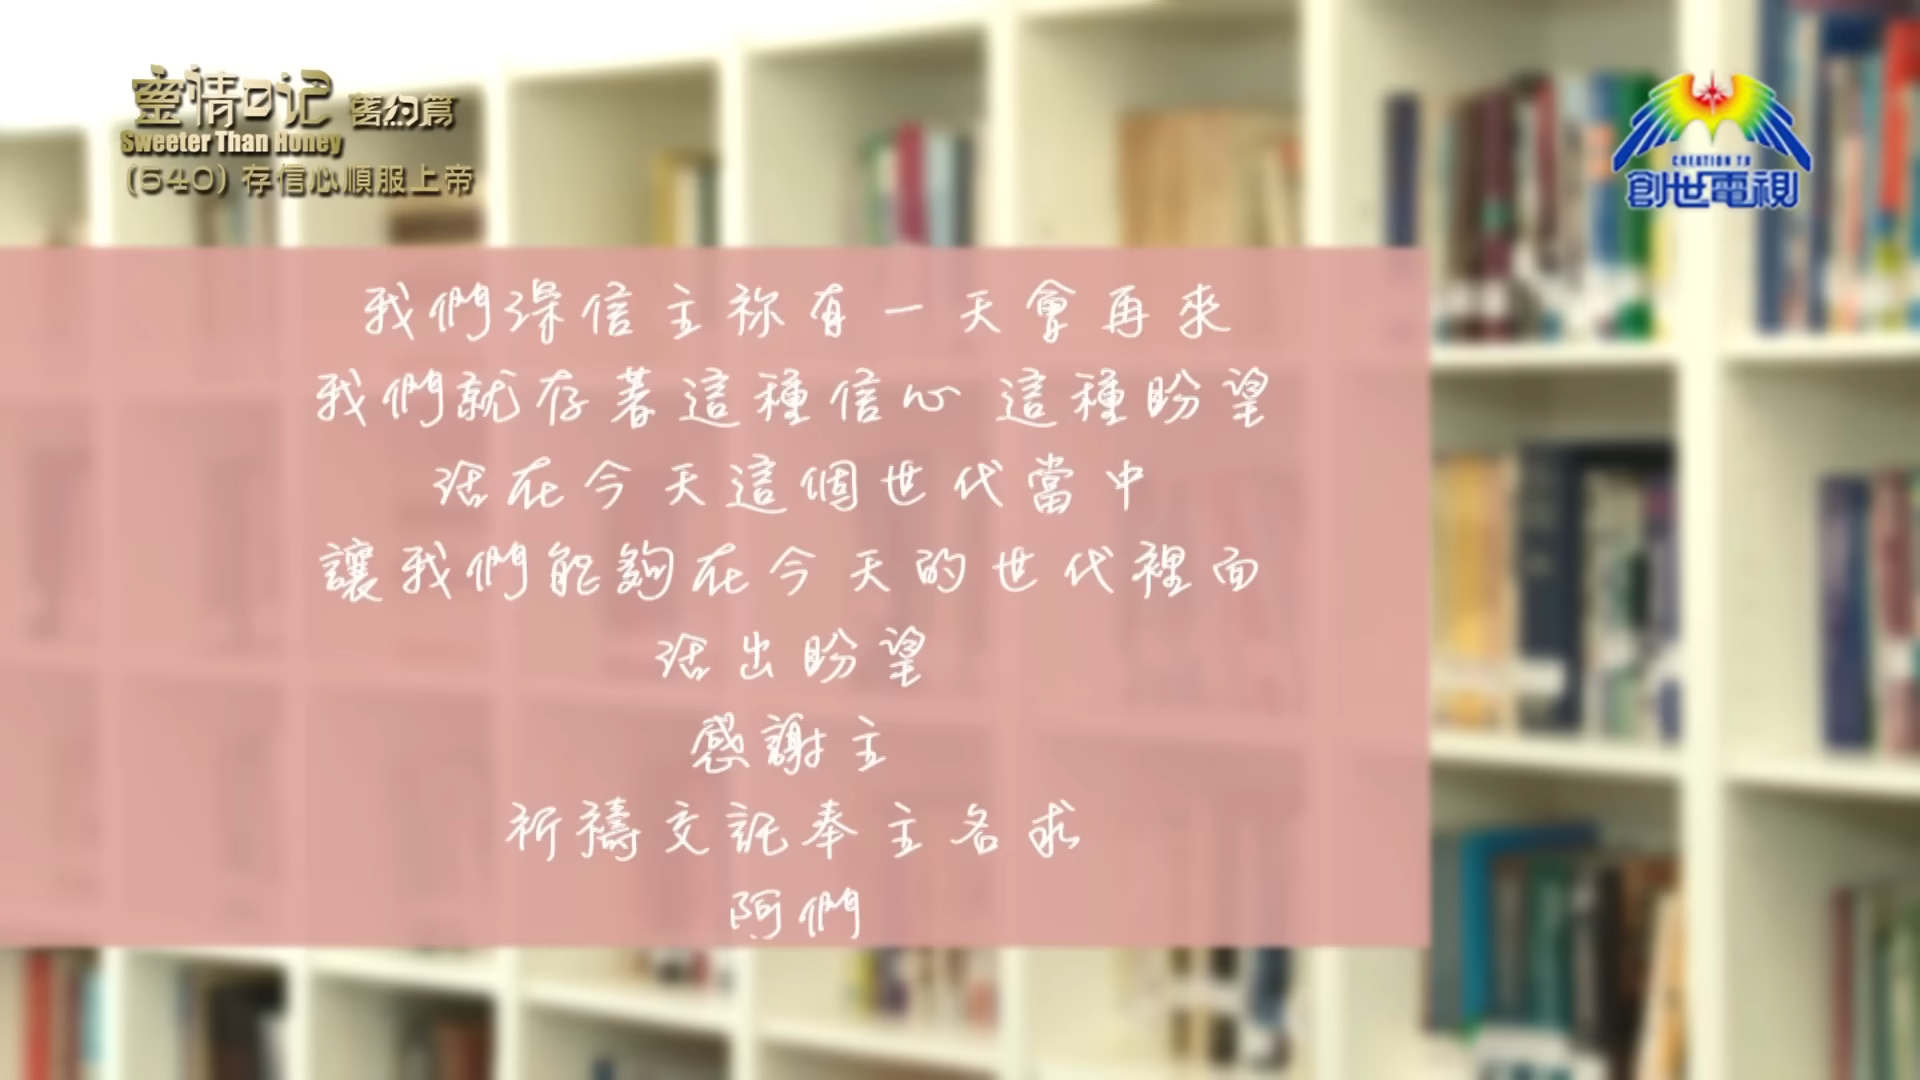 靈情日记 舊約篇
Sweeter Than Honey
(540) 存信心順服上帝
CREATION TV
創世電視
我們深信主祢有一天會再來
我們就存著這種信心 這種盼望
活在今天這個世代當中
讓我們能夠在今天的世代裡面
活出盼望
感謝主
祈禱交託奉主名求
阿們